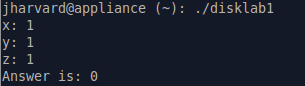 jharvard@appliance (~): ./disklab1
x: 1
y: 1
z: 1
Answer is: 0